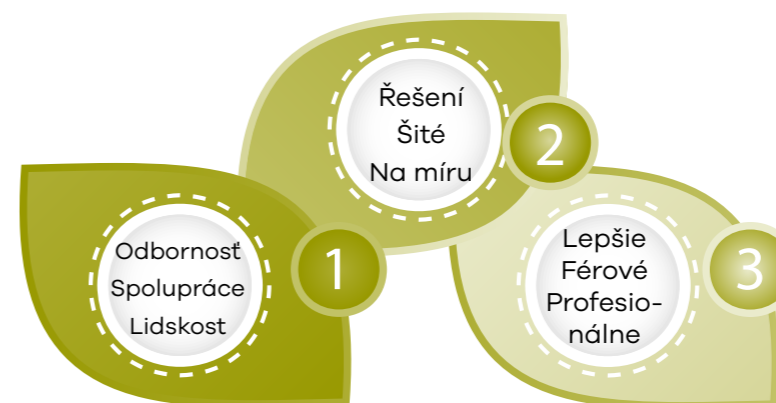 Odbornosť
Spolupráce
Lidskost
1
Řešení
Šité
Na míru
2
Lepšie
Férové
Profesio-
nálne
3